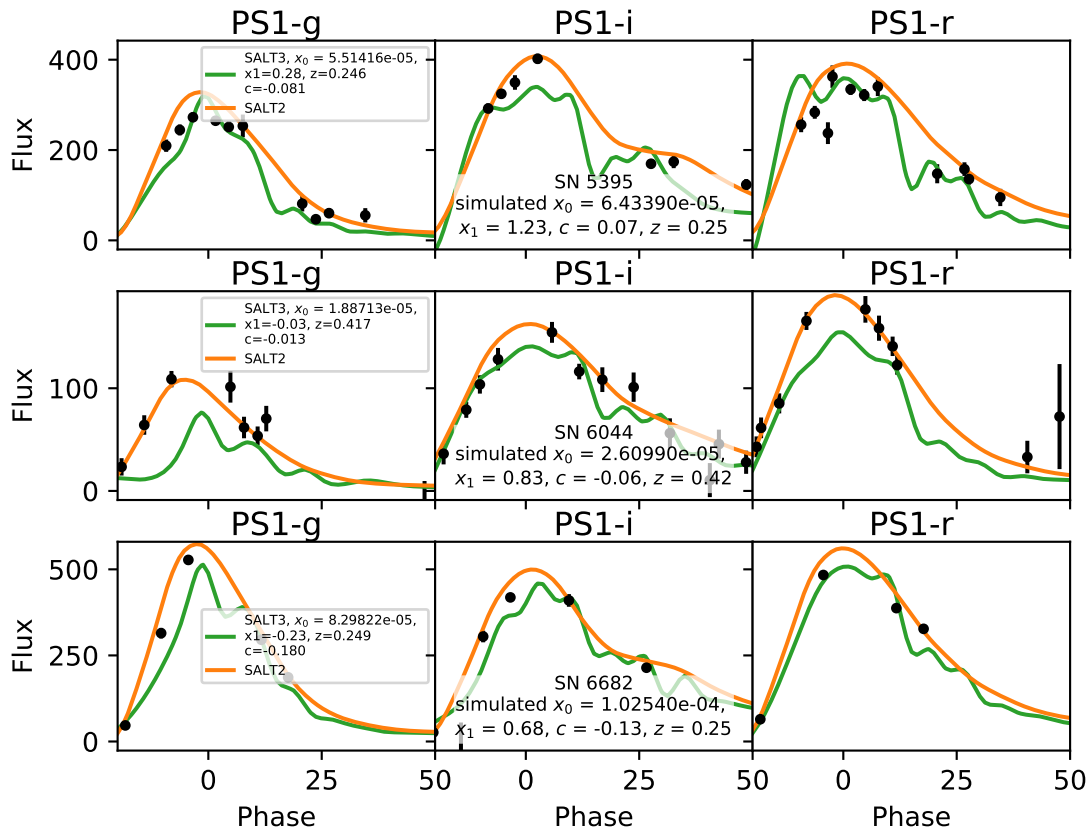 PS1-g PS1-i PS1-r
400
200
0
Flux
SALT3, x₀ = 5.51416e-05,
x1=0.28, z=0.246
c=-0.081
SALT2
SN 5395
simulated x₀ = 6.43390e-05,
x₁ = 1.23, c = 0.07, z = 0.25
PS1-g PS1-i PS1-r
100
0
Flux
SALT3, x₀ = 1.88713e-05,
x1=-0.03, z=0.417
c=-0.013
SALT2
SN 6044
simulated x₀ = 2.60990e-05,
x₁ = 0.83, c = -0.06, z = 0.42
PS1-g PS1-i PS1-r
500
250
0
Flux
SALT3, x₀ = 8.29822e-05,
x1=-0.23, z=0.249
c=-0.180
SALT2
SN 6682
simulated x₀ = 1.02540e-04,
x₁ = 0.68, c = -0.13, z = 0.25
0 25 50 0 25 50 0 25 50
Phase Phase Phase